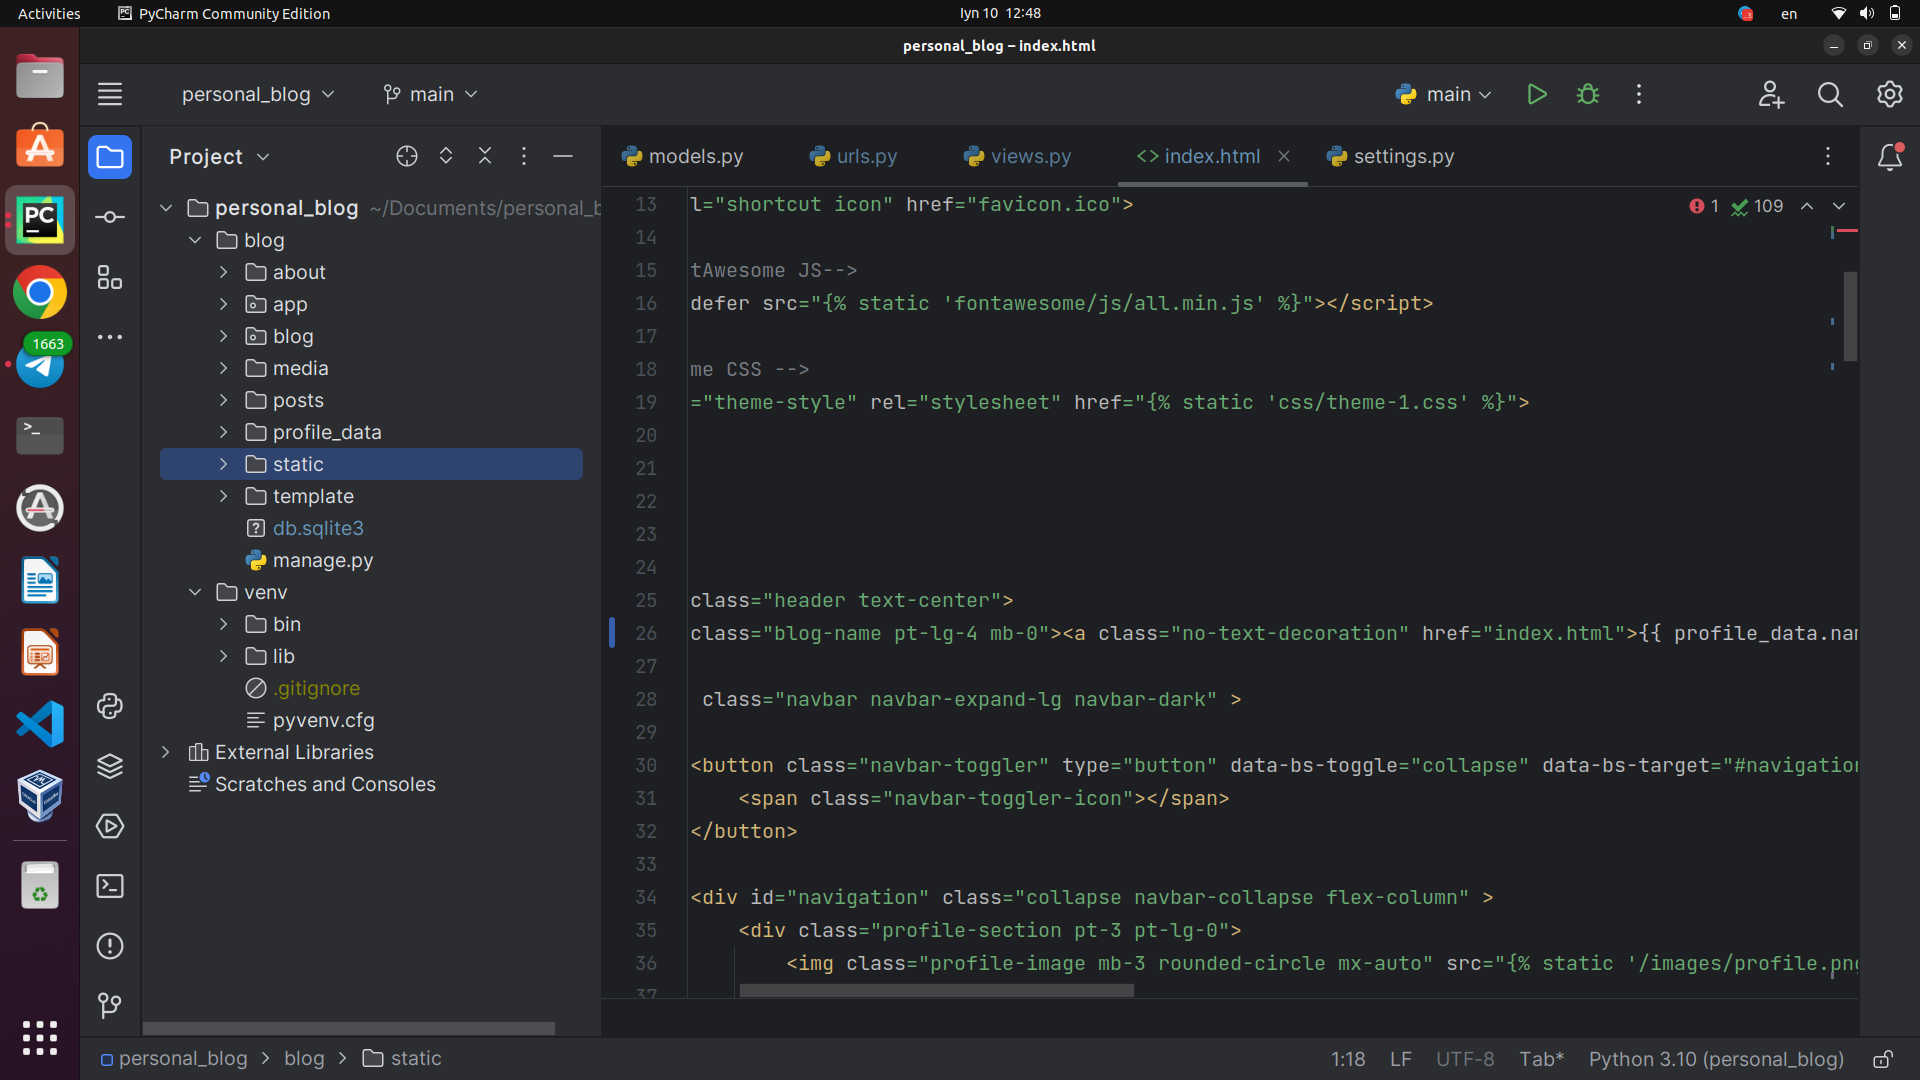 Activities PyCharm Community Edition Iyn 10 12:48 en
personal_blog – index.html
personal_blog main main
Project
models.py urls.py views.py index.html settings.py
personal_blog ~/Documents/personal_b
blog
about
app
blog
media
posts
profile_data
static
template
db.sqlite3
manage.py
venv
bin
lib
.gitignore
pyvenv.cfg
External Libraries
Scratches and Consoles
1663
1 109
13 l="shortcut icon" href="favicon.ico">
14
15 tAwesome JS-->
16 defer src="{% static 'fontawesome/js/all.min.js' %}"></script>
17
18 me CSS -->
19 ="theme-style" rel="stylesheet" href="{% static 'css/theme-1.css' %}">
20
21
22
23
24
25 class="header text-center">
26 class="blog-name pt-lg-4 mb-0"><a class="no-text-decoration" href="index.html">{{ profile_data.nam
27
28 class="navbar navbar-expand-lg navbar-dark" >
29
30 <button class="navbar-toggler" type="button" data-bs-toggle="collapse" data-bs-target="#navigation
31 <span class="navbar-toggler-icon"></span>
32 </button>
33
34 <div id="navigation" class="collapse navbar-collapse flex-column" >
35 <div class="profile-section pt-3 pt-lg-0">
36 <img class="profile-image mb-3 rounded-circle mx-auto" src="{% static '/images/profile.png
37
personal_blog > blog > static
1:18 LF UTF-8 Tab* Python 3.10 (personal_blog)